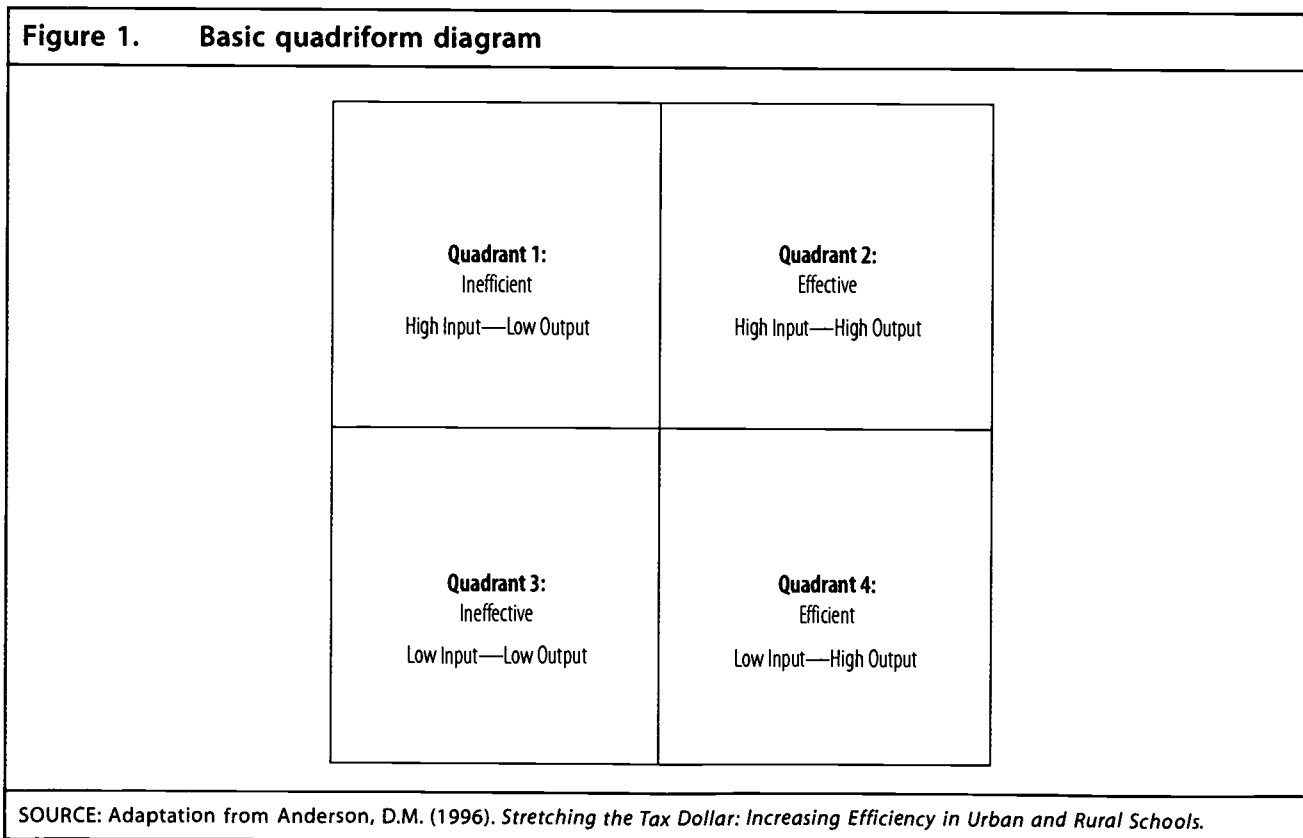 Figure 1. Basic quadriform diagram
Quadrant 1:
Inefficient
High Input—Low Output
Quadrant 2:
Effective
High Input—High Output
Quadrant 3:
Ineffective
Low Input—Low Output
Quadrant 4:
Efficient
Low Input—High Output
SOURCE: Adaptation from Anderson, D.M. (1996). Stretching the Tax Dollar: Increasing Efficiency in Urban and Rural Schools.